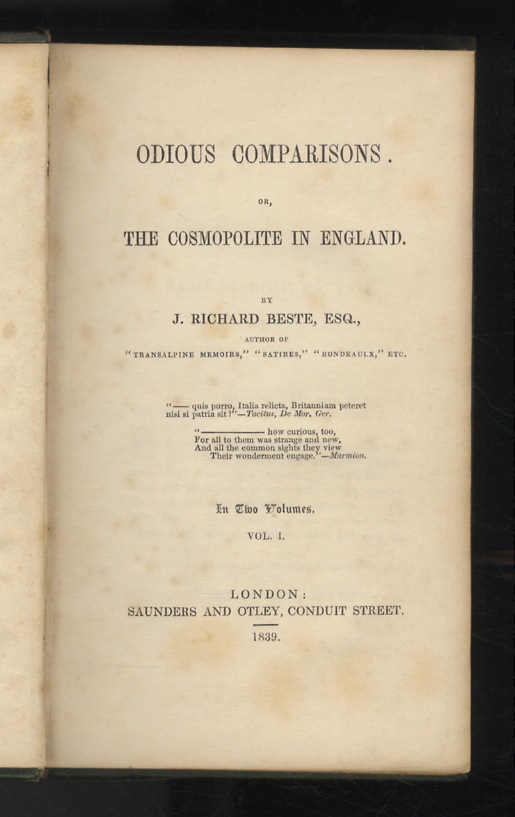 ODIOUS COMPARISONS.
OR,
THE COSMOPOLITE IN ENGLAND.
BY
J. RICHARD BESTE, ESQ.,
AUTHOR OF
"TRANSALPINE MEMOIRS," "SATIRES," "RONDEAULX," ETC.
"—— quis porro, Italia relicta, Britanniam peteret
nisi si patria sit?"—Tacitus, De Mor. Ger.
"———————— how curious, too,
For all to them was strange and new,
And all the common sights they view
Their wonderment engage."—Marmion.
In Two Volumes.
VOL. I.
LONDON:
SAUNDERS AND OTLEY, CONDUIT STREET.
1839.